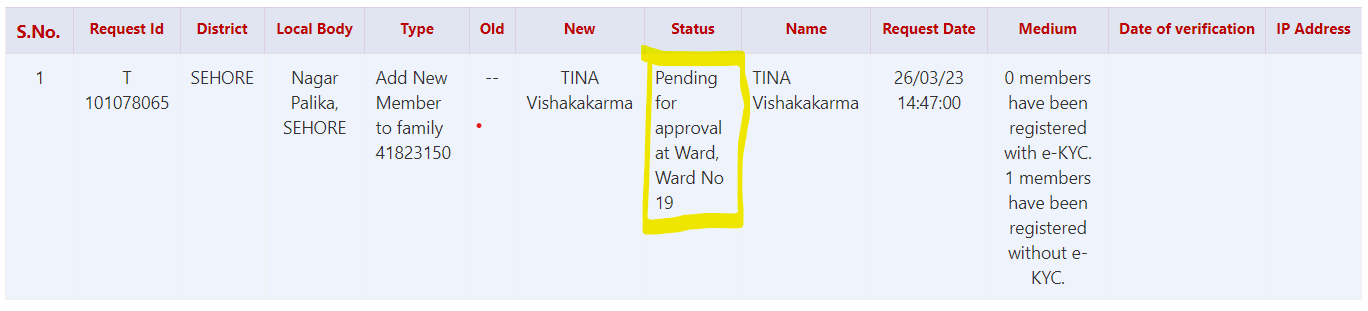 S.No. Request Id District Local Body Type Old New Status Name Request Date Medium Date of verification IP Address
1
T
101078065
SEHORE
Nagar
Palika,
SEHORE
Add New
Member
to family
41823150
--
TINA
Vishakakarma
Pending
for
approval
at Ward,
Ward No
19
TINA
Vishakakarma
26/03/23
14:47:00
0 members
have been
registered
with e-KYC.
1 members
have been
registered
without e-
KYC.